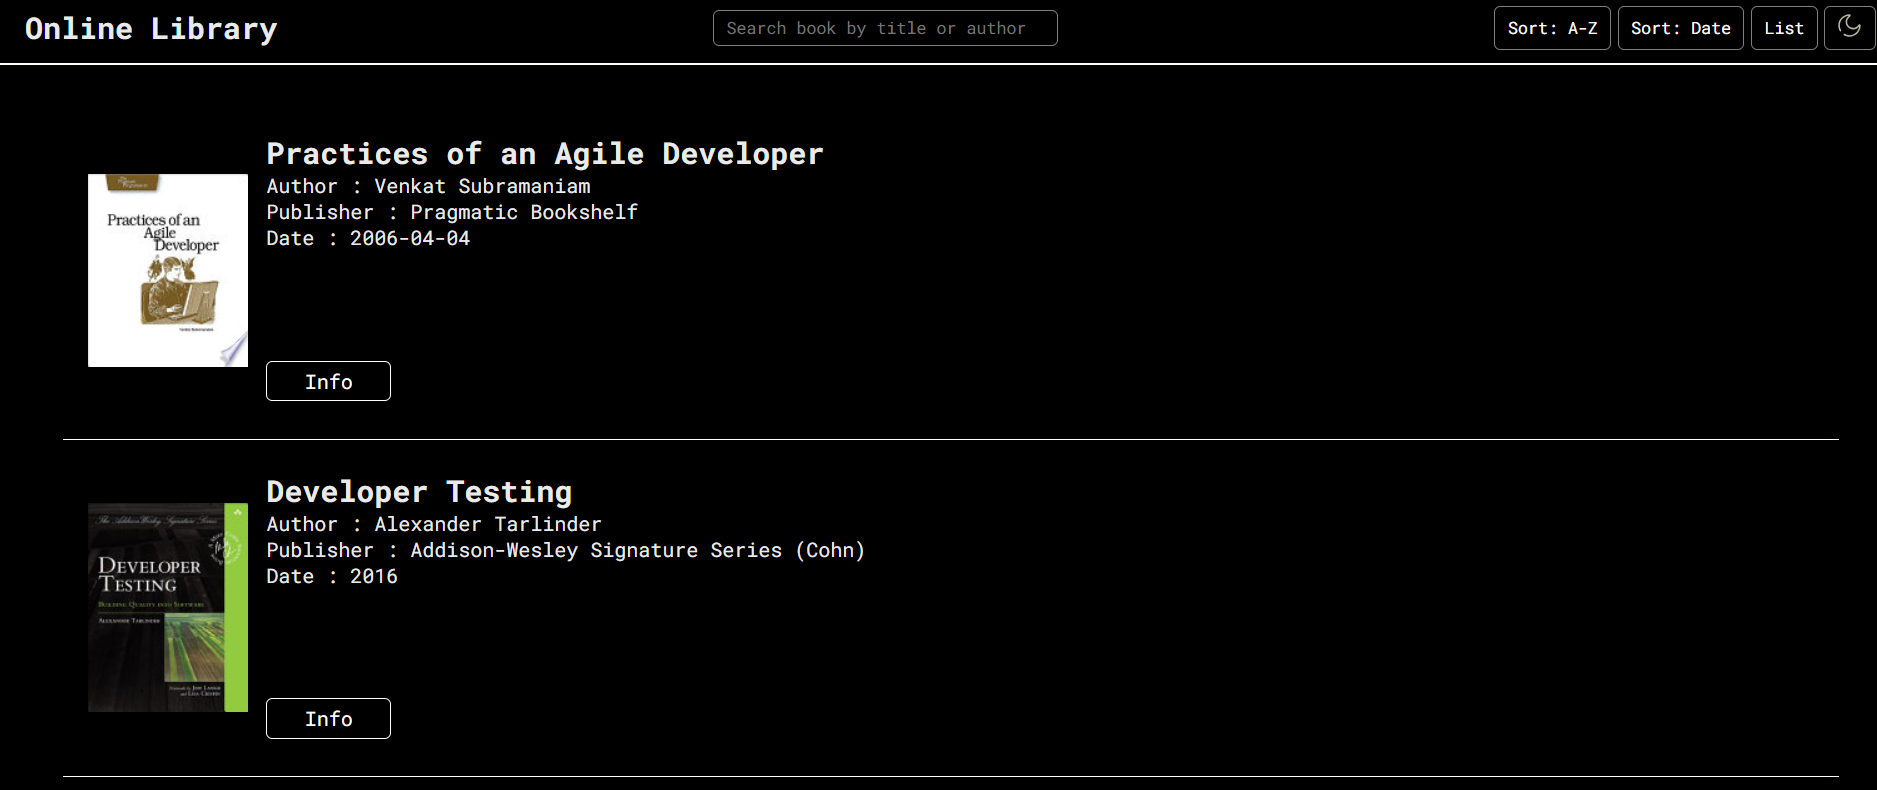 Online Library
Search book by title or author
Sort: A-Z
Sort: Date
List
Practices of an Agile Developer
Author : Venkat Subramaniam
Publisher : Pragmatic Bookshelf
Date : 2006-04-04
Practices of an
Agile
Developer
Venkat Subramaniam
Info
Developer Testing
Author : Alexander Tarlinder
Publisher : Addison-Wesley Signature Series (Cohn)
Date : 2016
The Addison-Wesley Signature Series
DEVELOPER
TESTING
BUILDING QUALITY INTO SOFTWARE
ALEXANDER TARLINDER
Info